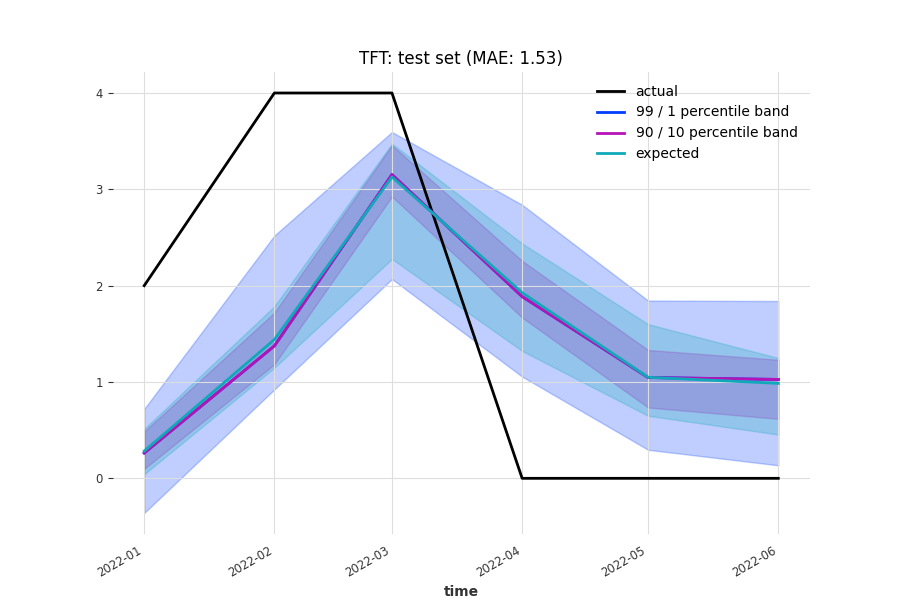 TFT: test set (MAE: 1.53)
actual
99 / 1 percentile band
90 / 10 percentile band
expected
4
3
2
1
0
2022-01
2022-02
2022-03
2022-04
2022-05
2022-06
time